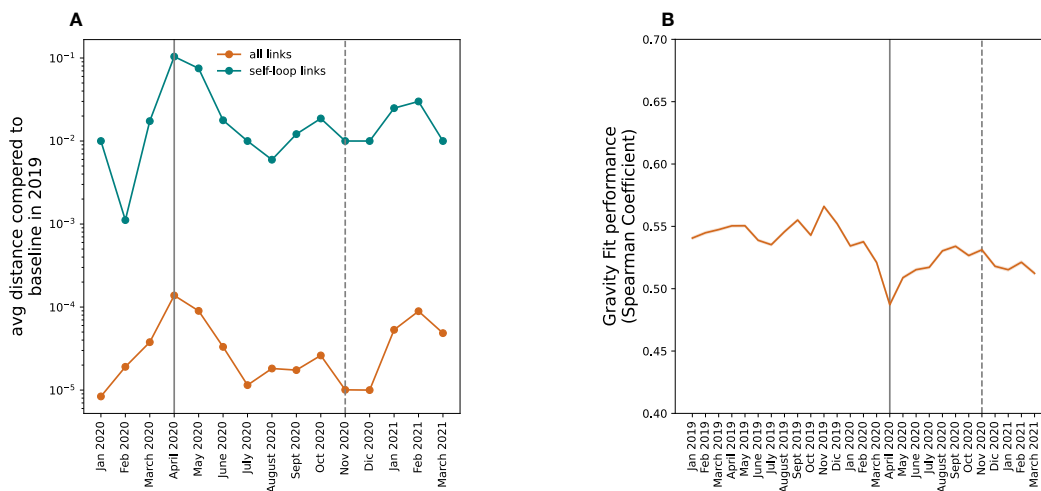 A
avg distance compered to
baseline in 2019
10⁻¹
10⁻²
10⁻³
10⁻⁴
10⁻⁵
all links
self-loop links
Jan 2020
Feb 2020
March 2020
April 2020
May 2020
June 2020
July 2020
August 2020
Sept 2020
Oct 2020
Nov 2020
Dic 2020
Jan 2021
Feb 2021
March 2021
B
Gravity Fit performance
(Spearman Coefficient)
0.70
0.65
0.60
0.55
0.50
0.45
0.40
Jan 2019
Feb 2019
March 2019
April 2019
May 2019
June 2019
July 2019
August 2019
Sept 2019
Oct 2019
Nov 2019
Dic 2019
Jan 2020
Feb 2020
March 2020
April 2020
May 2020
June 2020
July 2020
August 2020
Sept 2020
Oct 2020
Nov 2020
Dic 2020
Jan 2021
Feb 2021
March 2021